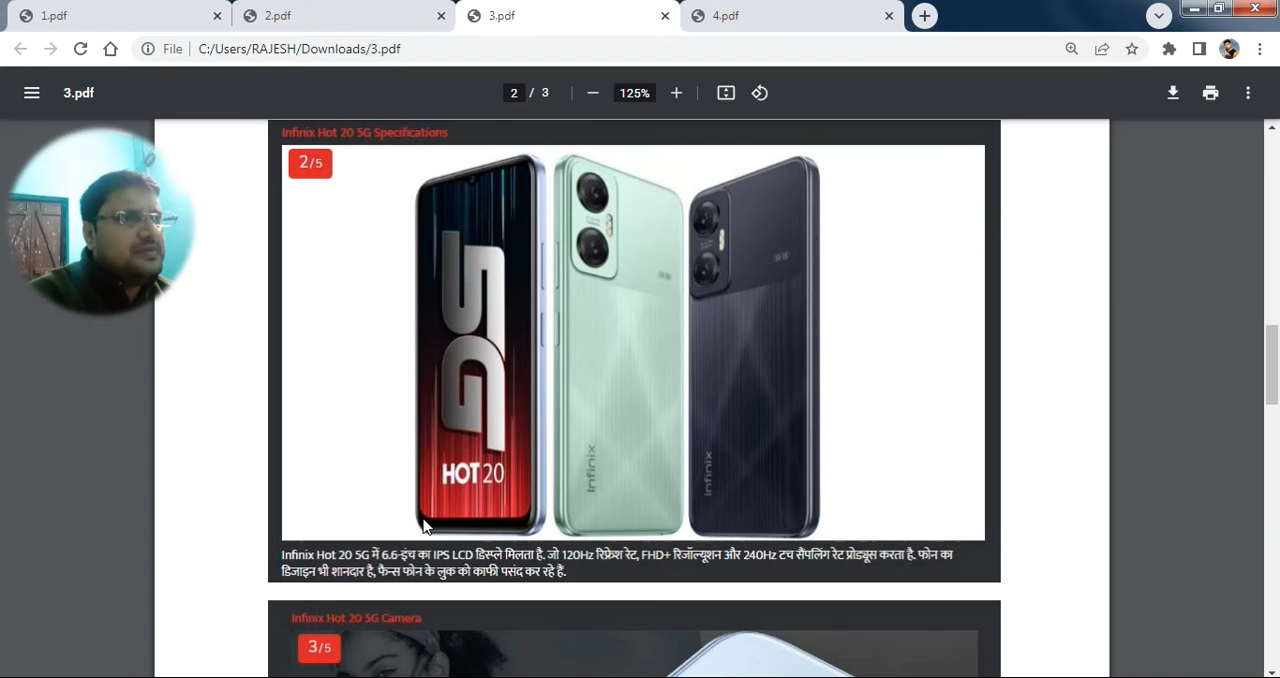 1.pdf
2.pdf
3.pdf
4.pdf
File
C:/Users/RAJESH/Downloads/3.pdf
3.pdf
2 / 3
125%
Infinix Hot 20 5G Specifications
2/5
5G
HOT 20
Infinix
Infinix
Infinix Hot 20 5G में 6.6-इंच का IPS LCD डिस्प्ले मिलता है. जो 120Hz रिफ्रेश रेट, FHD+ रिजॉल्यूशन और 240Hz टच सैंपलिंग रेट प्रोड्यूस करता है. फोन का
डिजाइन भी शानदार है, फैन्स फोन के लुक को काफी पसंद कर रहे हैं.
Infinix Hot 20 5G Camera
3/5